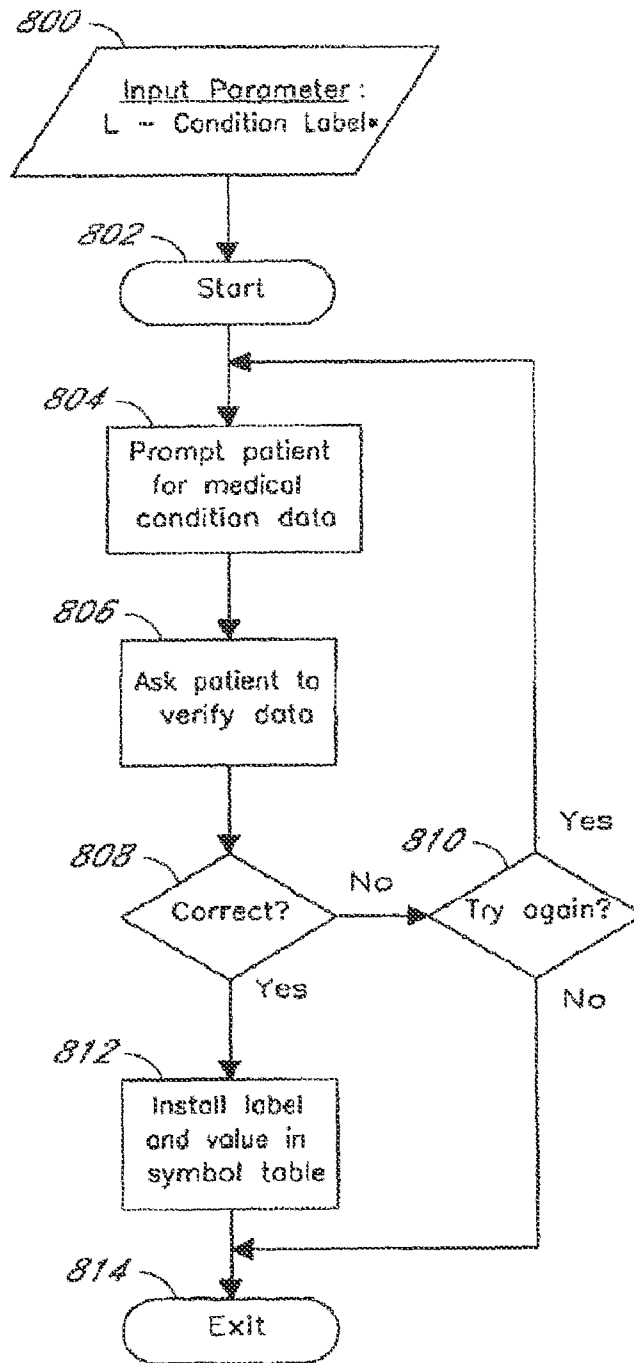 800
Input Parameter:
L - Condition Label*
802
Start
804
Prompt patient
for medical
condition data
806
Ask patient to
verify data
808
Correct?
No
810
Try again?
Yes
Yes
No
812
Install label
and value in
symbol table
814
Exit